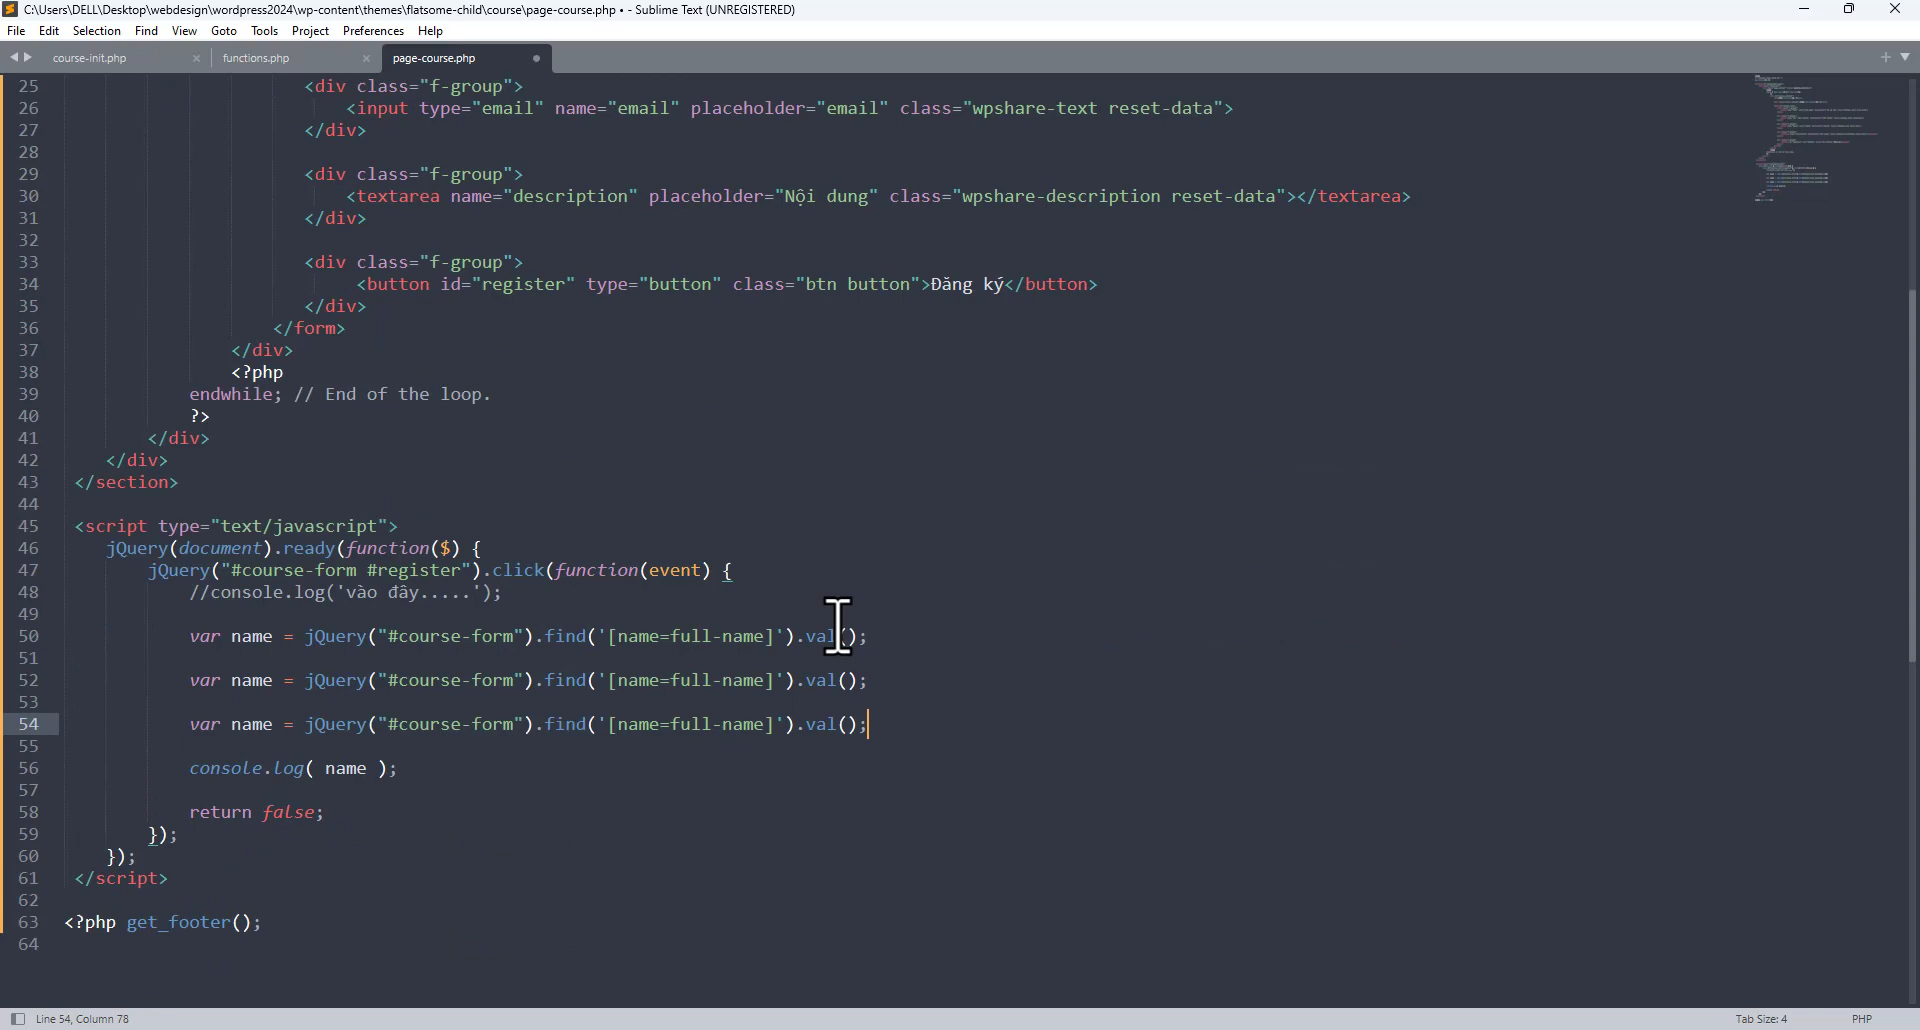 C:\Users\DELL\Desktop\webdesign\wordpress2024\wp-content\themes\flatsome-child\course\page-course.php • - Sublime Text (UNREGISTERED)
File Edit Selection Find View Goto Tools Project Preferences Help
course-init.php functions.php page-course.php
25 <div class="f-group">
26 <input type="email" name="email" placeholder="email" class="wpshare-text reset-data">
27 </div>
28
29 <div class="f-group">
30 <textarea name="description" placeholder="Nội dung" class="wpshare-description reset-data"></textarea>
31 </div>
32
33 <div class="f-group">
34 <button id="register" type="button" class="btn button">Đăng ký</button>
35 </div>
36 </form>
37 </div>
38 <?php
39 endwhile; // End of the loop.
40 ?>
41 </div>
42 </div>
43 </section>
44
45 <script type="text/javascript">
46 jQuery(document).ready(function($) {
47 jQuery("#course-form #register").click(function(event) {
48 //console.log('vào đây.....');
49
50 var name = jQuery("#course-form").find('[name=full-name]').val();
51
52 var name = jQuery("#course-form").find('[name=full-name]').val();
53
54 var name = jQuery("#course-form").find('[name=full-name]').val();
55
56 console.log( name );
57
58 return false;
59 });
60 });
61 </script>
62
63 <?php get_footer();
64
Line 54, Column 78 Tab Size: 4 PHP